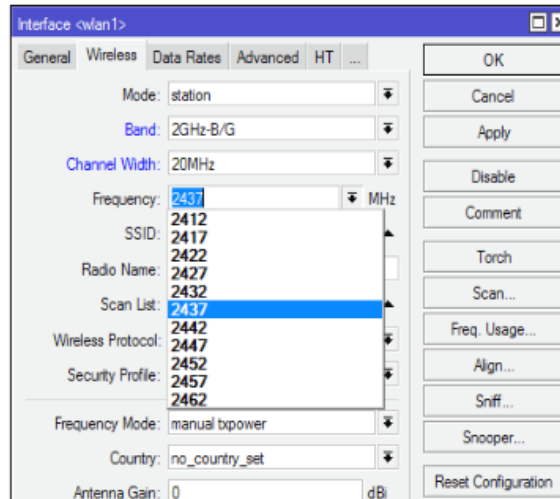 Interface <wlan1>
General Wireless Data Rates Advanced HT ...
Mode: station
Band: 2GHz-B/G
Channel Width: 20MHz
Frequency: 2437 MHz
2412
2417
2422
2427
2432
2437
2442
2447
2452
2457
2462
SSID:
Radio Name:
Scan List:
Wireless Protocol:
Security Profile:
Frequency Mode: manual txpower
Country: no_country_set
Antenna Gain: 0 dBi
OK
Cancel
Apply
Disable
Comment
Torch
Scan...
Freq. Usage...
Align...
Sniff...
Snooper...
Reset Configuration